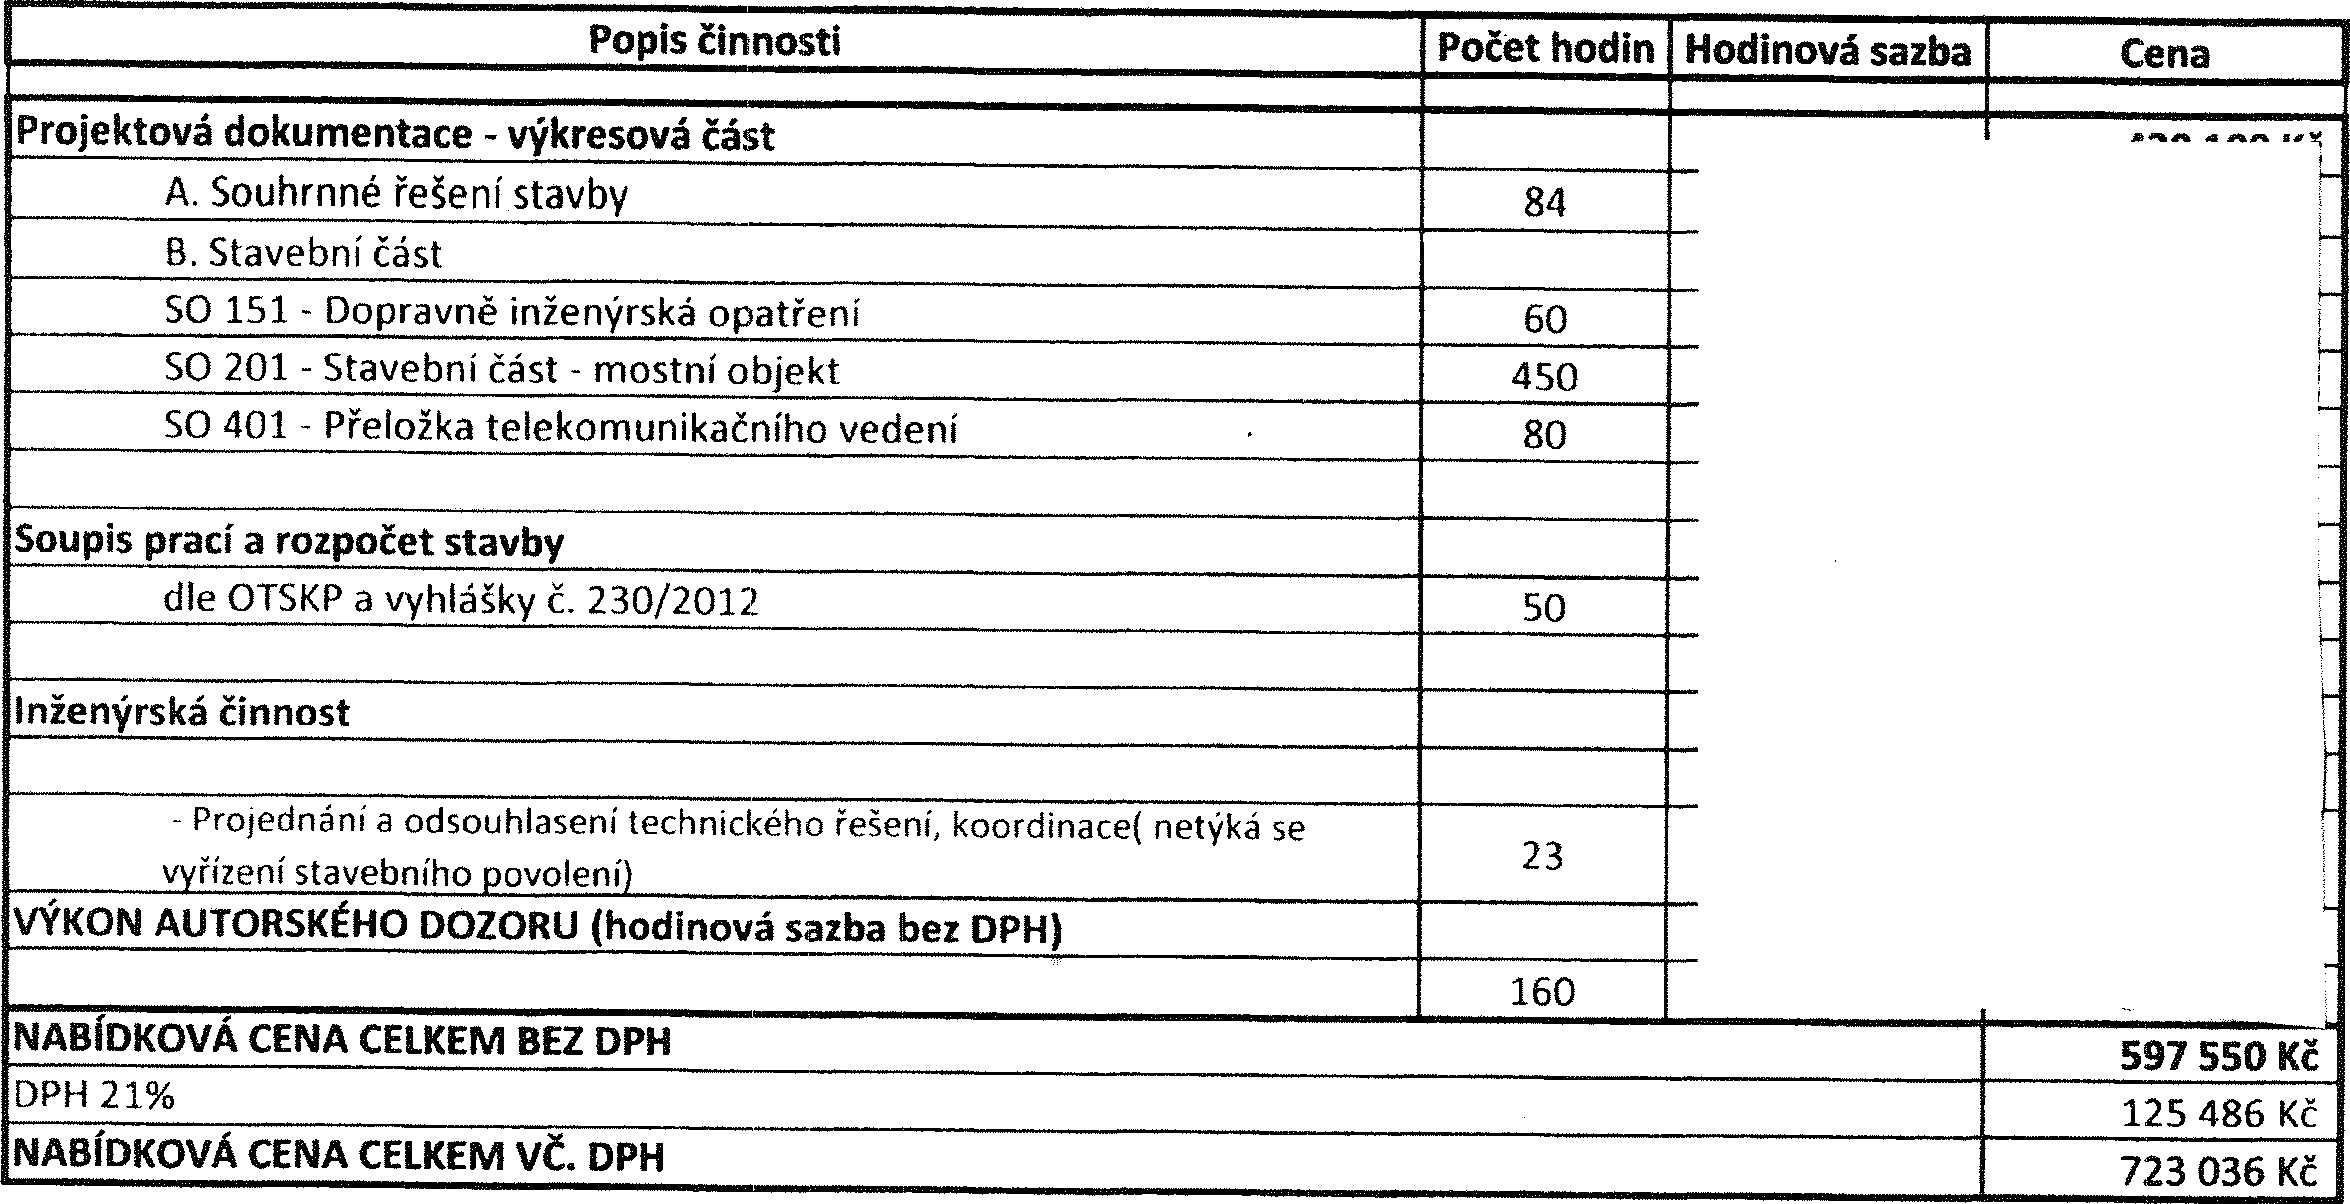 Popis činnosti Počet hodin Hodinová sazba Cena
Projektová dokumentace - výkresová část
A. Souhrnné řešení stavby 84
B. Stavební část
SO 151 - Dopravně inženýrská opatření 60
SO 201 - Stavební část - mostní objekt 450
SO 401 - Přeložka telekomunikačního vedení 80
Soupis prací a rozpočet stavby
dle OTSKP a vyhlášky č. 230/2012 50
Inženýrská činnost
- Projednání a odsouhlasení technického řešení, koordinace( netýká se
vyřízení stavebního povolení) 23
VÝKON AUTORSKÉHO DOZORU (hodinová sazba bez DPH)
160
NABÍDKOVÁ CENA CELKEM BEZ DPH 597 550 Kč
DPH 21% 125 486 Kč
NABÍDKOVÁ CENA CELKEM VČ. DPH 723 036 Kč